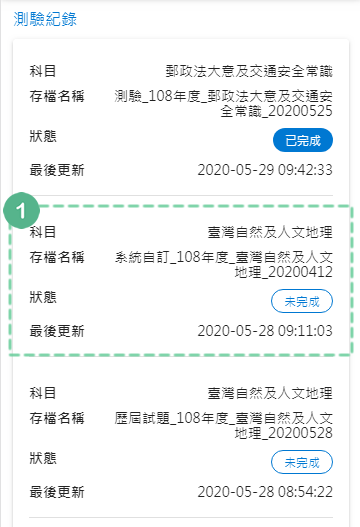 測驗紀錄
科目 郵政法大意及交通安全常識
存檔名稱 測驗_108年度_郵政法大意及交通安
全常識_20200525
狀態 已完成
最後更新 2020-05-29 09:42:33
1
科目 臺灣自然及人文地理
存檔名稱 系統自訂_108年度_臺灣自然及人文
地理_20200412
狀態 未完成
最後更新 2020-05-28 09:11:03
科目 臺灣自然及人文地理
存檔名稱 歷屆試題_108年度_臺灣自然及人文
地理_20200528
狀態 未完成
最後更新 2020-05-28 08:54:22